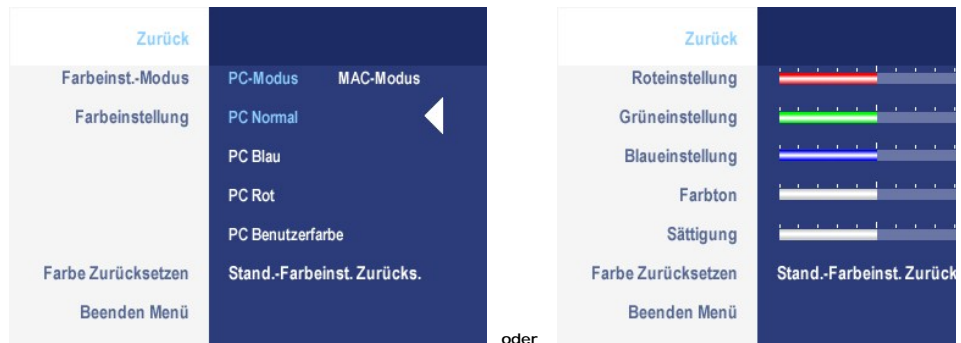 Zurück
Farbeinst.-Modus PC-Modus MAC-Modus
Farbeinstellung PC Normal
PC Blau
PC Rot
PC Benutzerfarbe
Farbe Zurücksetzen Stand.-Farbeinst. Zurücks.
Beenden Menü
oder
Zurück
Roteinstellung
Grüneinstellung
Blaueinstellung
Farbton
Sättigung
Farbe Zurücksetzen Stand.-Farbeinst. Zurück
Beenden Menü